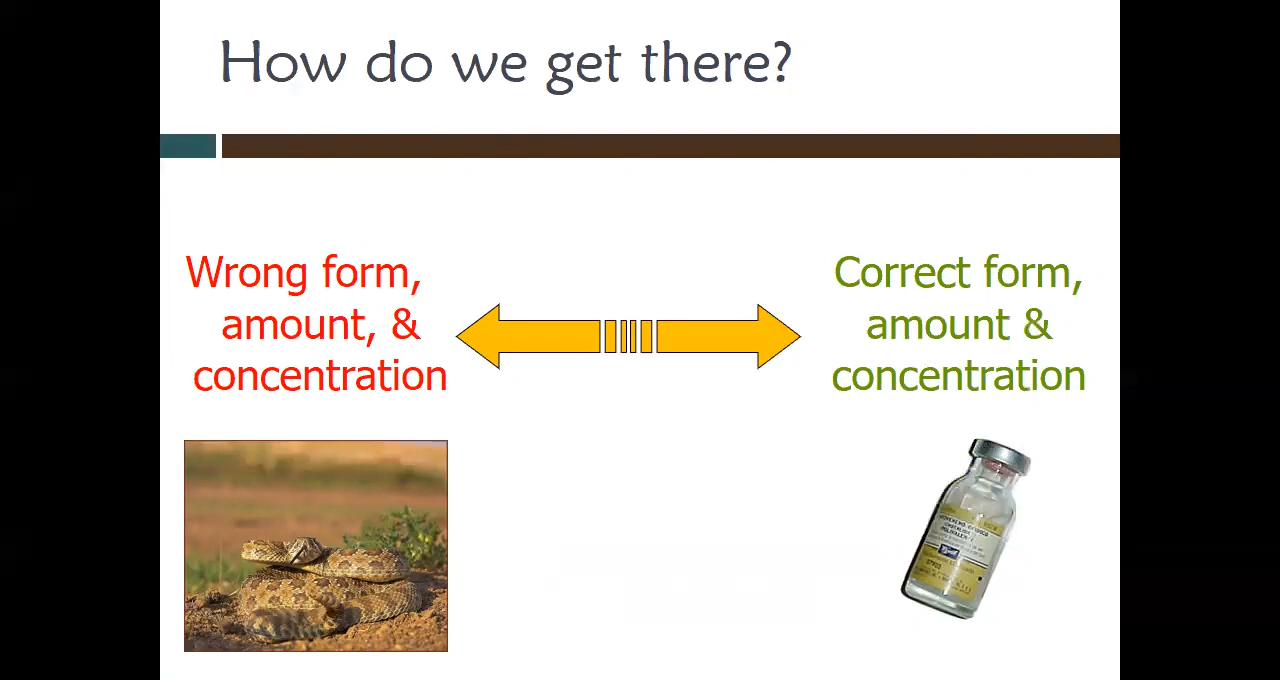 How do we get there?
Wrong form,
amount, &
concentration
Correct form,
amount &
concentration